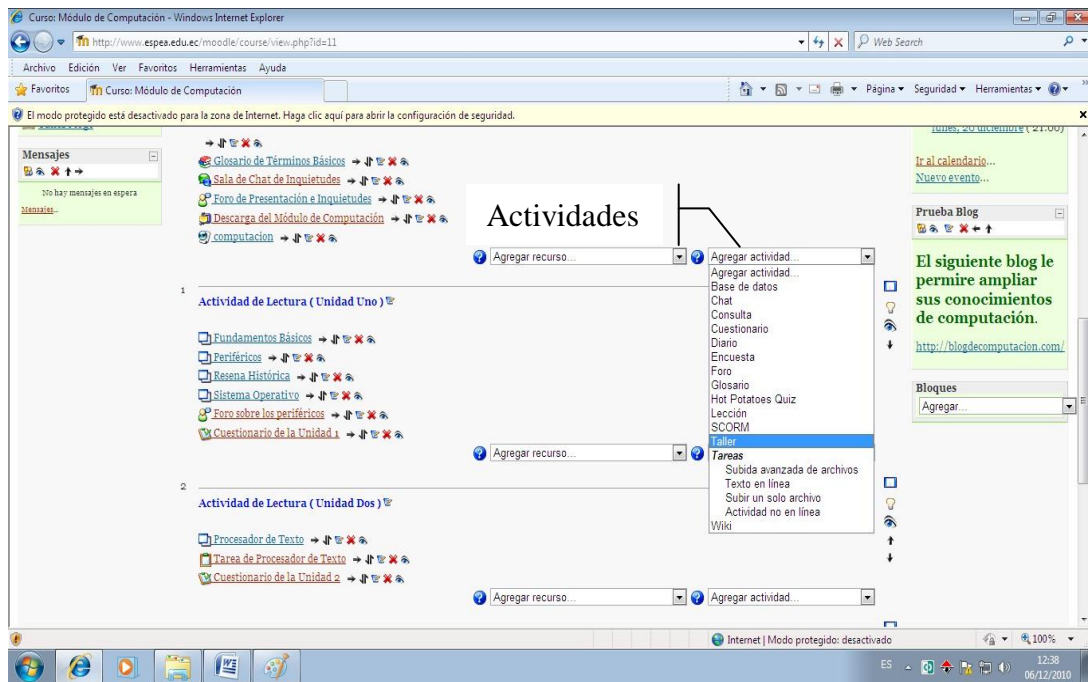 Curso: Módulo de Computación - Windows Internet Explorer
http://www.espea.edu.ec/moodle/course/view.php?id=11
Web Search
Archivo Edición Ver Favoritos Herramientas Ayuda
Favoritos
Curso: Módulo de Computación
Página Seguridad Herramientas
El modo protegido está desactivado para la zona de Internet. Haga clic aquí para abrir la configuración de seguridad.
Mensajes
No hay mensajes en espera
Mensajes...
Glosario de Términos Básicos
Sala de Chat de Inquietudes
Foro de Presentación e Inquietudes
Descarga del Módulo de Computación
computacion
Actividades
Agregar recurso...
Agregar actividad...
Agregar actividad...
Base de datos
Chat
Consulta
Cuestionario
Diario
Encuesta
Foro
Glosario
Hot Potatoes Quiz
Lección
SCORM
Taller
Tareas
Subida avanzada de archivos
Texto en línea
Subir un solo archivo
Actividad no en línea
Wiki
1
Actividad de Lectura ( Unidad Uno )
Fundamentos Básicos
Periféricos
Resena Histórica
Sistema Operativo
Foro sobre los periféricos
Cuestionario de la Unidad 1
Agregar recurso...
2
Actividad de Lectura ( Unidad Dos )
Procesador de Texto
Tarea de Procesador de Texto
Cuestionario de la Unidad 2
Agregar recurso...
Agregar actividad...
lunes, 20 diciembre ( 21:00)
Ir al calendario...
Nuevo evento...
Prueba Blog
El siguiente blog le
permire ampliar
sus conocimientos
de computación.
http://blogdecomputacion.com/
Bloques
Agregar...
Internet | Modo protegido: desactivado
100%
ES
12:38
06/12/2010